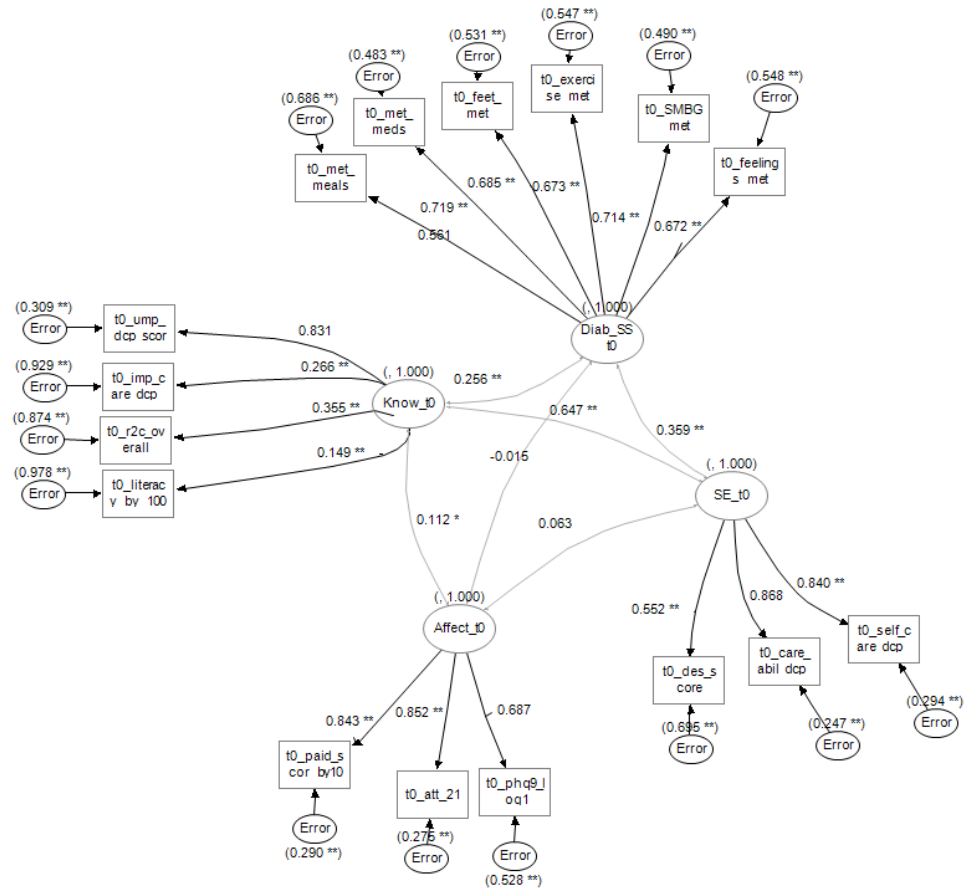 (0.547 **)
Error
(0.531 **)
Error
(0.490 **)
Error
(0.483 **)
Error
(0.548 **)
Error
(0.686 **)
Error
t0_exerci
se met
t0_feet_
met
t0_SMBG
met
t0_met_
meds
t0_feeling
s met
t0_met_
meals
0.685 **
0.673 **
0.719 **
0.714 **
0.672 **
0.561
(, 1.000)
Diab_SS
t0
(0.309 **)
Error
t0_ump_
dcp scor
0.831
(0.929 **)
Error
t0_imp_c
are dcp
0.266 **
(, 1.000)
Know_t0
0.256 **
0.647 **
(0.874 **)
Error
t0_r2c_ov
erall
0.355 **
0.359 **
-0.015
(0.978 **)
Error
t0_literac
y by 100
0.149 **
(, 1.000)
SE_t0
0.112 *
0.063
(, 1.000)
Affect_t0
0.552 **
0.868
0.840 **
t0_des_s
core
t0_care_
abil dcp
t0_self_c
are dcp
(0.695 **)
Error
(0.247 **)
Error
(0.294 **)
Error
0.843 **
0.852 **
0.687
t0_paid_s
cor by10
t0_att_21
t0_phq9_l
og1
Error
(0.290 **)
(0.275 **)
Error
Error
(0.528 **)